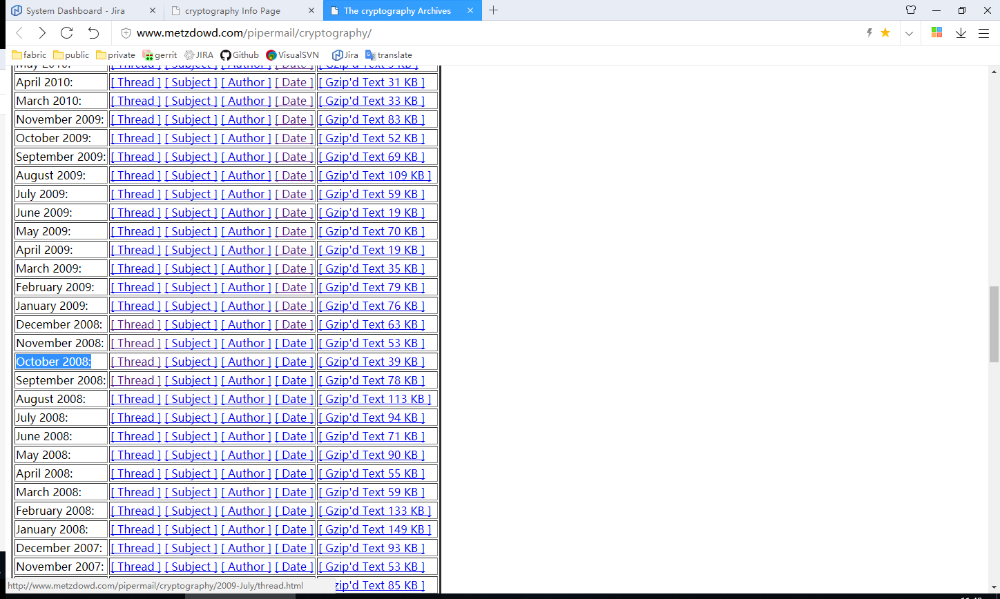 System Dashboard - Jira
cryptography Info Page
The cryptography Archives
www.metzdowd.com/pipermail/cryptography/
fabric public private gerrit JIRA Github VisualSVN Jira translate
May 2010: [ Thread ] [ Subject ] [ Author ] [ Date ] [ Gzip'd Text 9 KB ]
April 2010: [ Thread ] [ Subject ] [ Author ] [ Date ] [ Gzip'd Text 31 KB ]
March 2010: [ Thread ] [ Subject ] [ Author ] [ Date ] [ Gzip'd Text 33 KB ]
November 2009: [ Thread ] [ Subject ] [ Author ] [ Date ] [ Gzip'd Text 83 KB ]
October 2009: [ Thread ] [ Subject ] [ Author ] [ Date ] [ Gzip'd Text 52 KB ]
September 2009: [ Thread ] [ Subject ] [ Author ] [ Date ] [ Gzip'd Text 69 KB ]
August 2009: [ Thread ] [ Subject ] [ Author ] [ Date ] [ Gzip'd Text 109 KB ]
July 2009: [ Thread ] [ Subject ] [ Author ] [ Date ] [ Gzip'd Text 59 KB ]
June 2009: [ Thread ] [ Subject ] [ Author ] [ Date ] [ Gzip'd Text 19 KB ]
May 2009: [ Thread ] [ Subject ] [ Author ] [ Date ] [ Gzip'd Text 70 KB ]
April 2009: [ Thread ] [ Subject ] [ Author ] [ Date ] [ Gzip'd Text 19 KB ]
March 2009: [ Thread ] [ Subject ] [ Author ] [ Date ] [ Gzip'd Text 35 KB ]
February 2009: [ Thread ] [ Subject ] [ Author ] [ Date ] [ Gzip'd Text 79 KB ]
January 2009: [ Thread ] [ Subject ] [ Author ] [ Date ] [ Gzip'd Text 76 KB ]
December 2008: [ Thread ] [ Subject ] [ Author ] [ Date ] [ Gzip'd Text 63 KB ]
November 2008: [ Thread ] [ Subject ] [ Author ] [ Date ] [ Gzip'd Text 53 KB ]
October 2008: [ Thread ] [ Subject ] [ Author ] [ Date ] [ Gzip'd Text 39 KB ]
September 2008: [ Thread ] [ Subject ] [ Author ] [ Date ] [ Gzip'd Text 78 KB ]
August 2008: [ Thread ] [ Subject ] [ Author ] [ Date ] [ Gzip'd Text 113 KB ]
July 2008: [ Thread ] [ Subject ] [ Author ] [ Date ] [ Gzip'd Text 94 KB ]
June 2008: [ Thread ] [ Subject ] [ Author ] [ Date ] [ Gzip'd Text 71 KB ]
May 2008: [ Thread ] [ Subject ] [ Author ] [ Date ] [ Gzip'd Text 90 KB ]
April 2008: [ Thread ] [ Subject ] [ Author ] [ Date ] [ Gzip'd Text 55 KB ]
March 2008: [ Thread ] [ Subject ] [ Author ] [ Date ] [ Gzip'd Text 59 KB ]
February 2008: [ Thread ] [ Subject ] [ Author ] [ Date ] [ Gzip'd Text 133 KB ]
January 2008: [ Thread ] [ Subject ] [ Author ] [ Date ] [ Gzip'd Text 149 KB ]
December 2007: [ Thread ] [ Subject ] [ Author ] [ Date ] [ Gzip'd Text 93 KB ]
November 2007: [ Thread ] [ Subject ] [ Author ] [ Date ] [ Gzip'd Text 53 KB ]
http://www.metzdowd.com/pipermail/cryptography/2009-July/thread.html
Text 85 KB ]